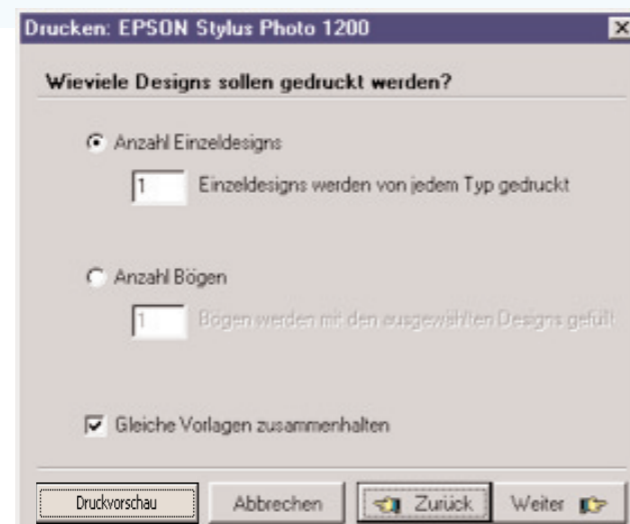 Drucken: EPSON Stylus Photo 1200
Wieviele Designs sollen gedruckt werden?
Anzahl Einzeldesigns
1 Einzeldesigns werden von jedem Typ gedruckt
Anzahl Bögen
1 Bögen werden mit den ausgewählten Designs gefüllt
Gleiche Vorlagen zusammenhalten
Druckvorschau Abbrechen Zurück Weiter